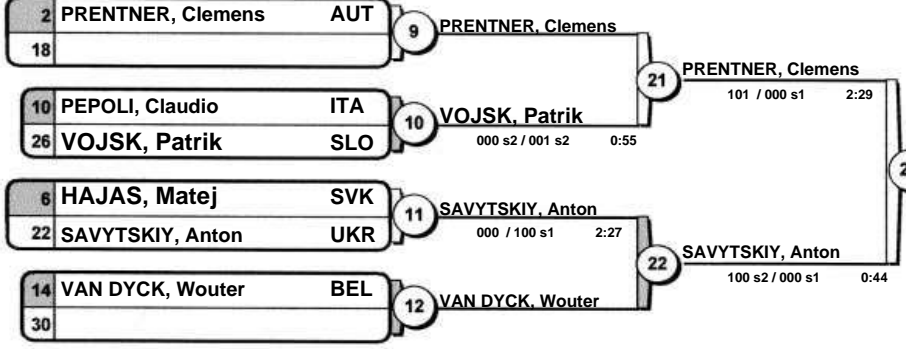 2 PRENTNER, Clemens AUT
18
9 PRENTNER, Clemens
10 PEPOLI, Claudio ITA
26 VOJSK, Patrik SLO
10 VOJSK, Patrik
000 s2 / 001 s2 0:55
21 PRENTNER, Clemens
101 / 000 s1 2:29
6 HAJAS, Matej SVK
22 SAVYTSKIY, Anton UKR
11 SAVYTSKIY, Anton
000 / 100 s1 2:27
14 VAN DYCK, Wouter BEL
30
12 VAN DYCK, Wouter
22 SAVYTSKIY, Anton
100 s2 / 000 s1 0:44